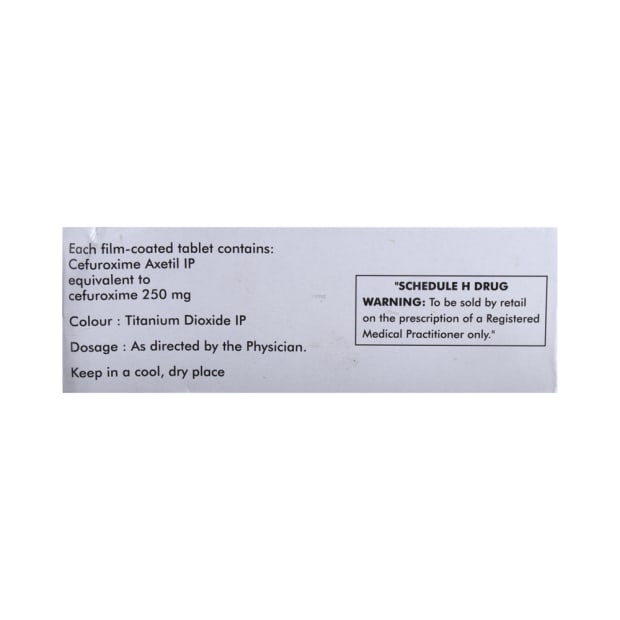 Each film-coated tablet contains:
Cefuroxime Axetil IP
equivalent to
cefuroxime 250 mg
Colour : Titanium Dioxide IP
Dosage : As directed by the Physician.
Keep in a cool, dry place
"SCHEDULE H DRUG
WARNING: To be sold by retail
on the prescription of a Registered
Medical Practitioner only."